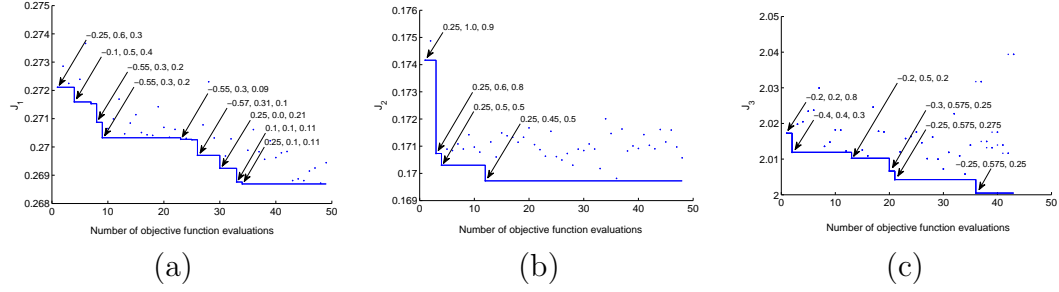 0.275
0.274
0.273
0.272
0.271
0.27
0.269
0.268
J1
−0.25, 0.6, 0.3
−0.1, 0.5, 0.4
−0.55, 0.3, 0.2
−0.55, 0.3, 0.2
−0.55, 0.3, 0.09
−0.57, 0.31, 0.1
0.25, 0.0, 0.21
0.1, 0.1, 0.11
0.25, 0.1, 0.11
0 10 20 30 40 50
Number of objective function evaluations
(a)
0.175
0.174
0.173
0.172
0.171
0.17
0.169
J2
0.25, 1.0, 0.9
0.25, 0.6, 0.8
0.25, 0.5, 0.5
0.25, 0.45, 0.5
0 10 20 30 40 50
Number of objective function evaluations
(b)
2.05
2.04
2.03
2.02
2.01
2
J3
−0.2, 0.2, 0.8
−0.4, 0.4, 0.3
−0.2, 0.5, 0.2
−0.3, 0.575, 0.25
−0.25, 0.575, 0.275
−0.25, 0.575, 0.25
0 10 20 30 40 50
Number of objective function evaluations
(c)